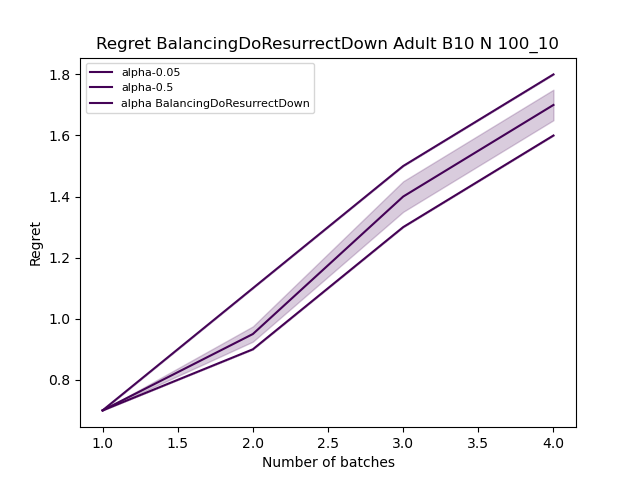 Regret BalancingDoResurrectDown Adult B10 N 100_10
alpha-0.05
alpha-0.5
alpha BalancingDoResurrectDown
1.8
1.6
1.4
1.2
1.0
0.8
Regret
1.0 1.5 2.0 2.5 3.0 3.5 4.0
Number of batches